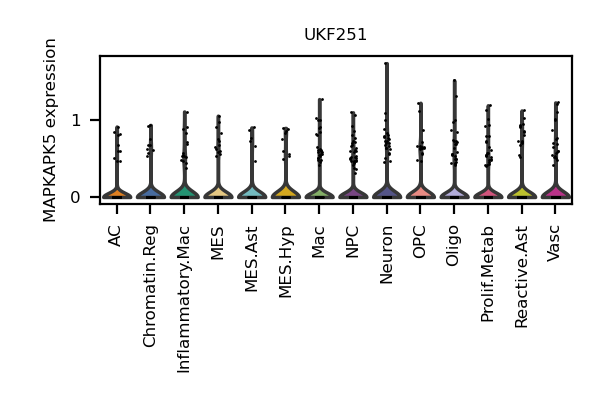 UKF251
MAPKAPK5 expression
1
0
AC
Chromatin.Reg
Inflammatory.Mac
MES
MES.Ast
MES.Hyp
Mac
NPC
Neuron
OPC
Oligo
Prolif.Metab
Reactive.Ast
Vasc